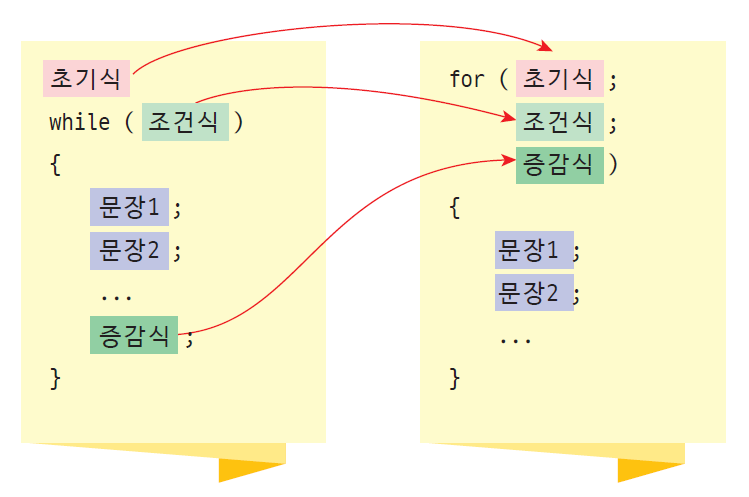 초기식
while ( 조건식 )
{
문장1 ;
문장2 ;
...
증감식 ;
}
for ( 초기식 ;
조건식 ;
증감식 )
{
문장1 ;
문장2 ;
...
}